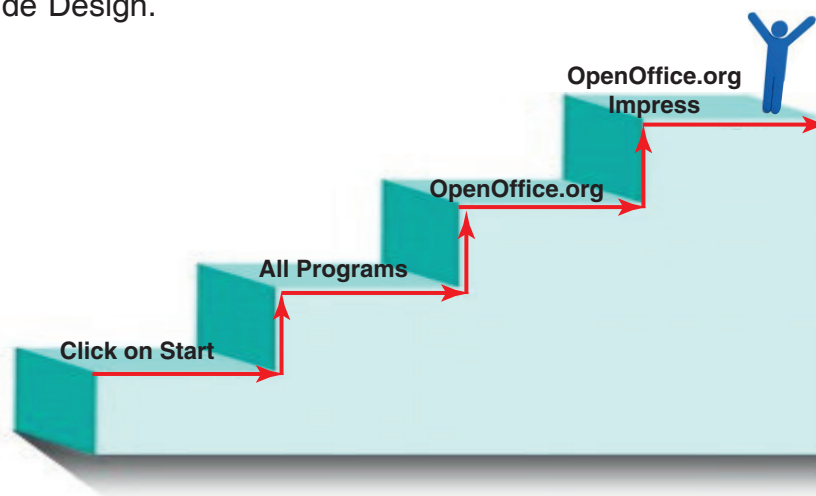 de Design.
OpenOffice.org
Impress
OpenOffice.org
All Programs
Click on Start